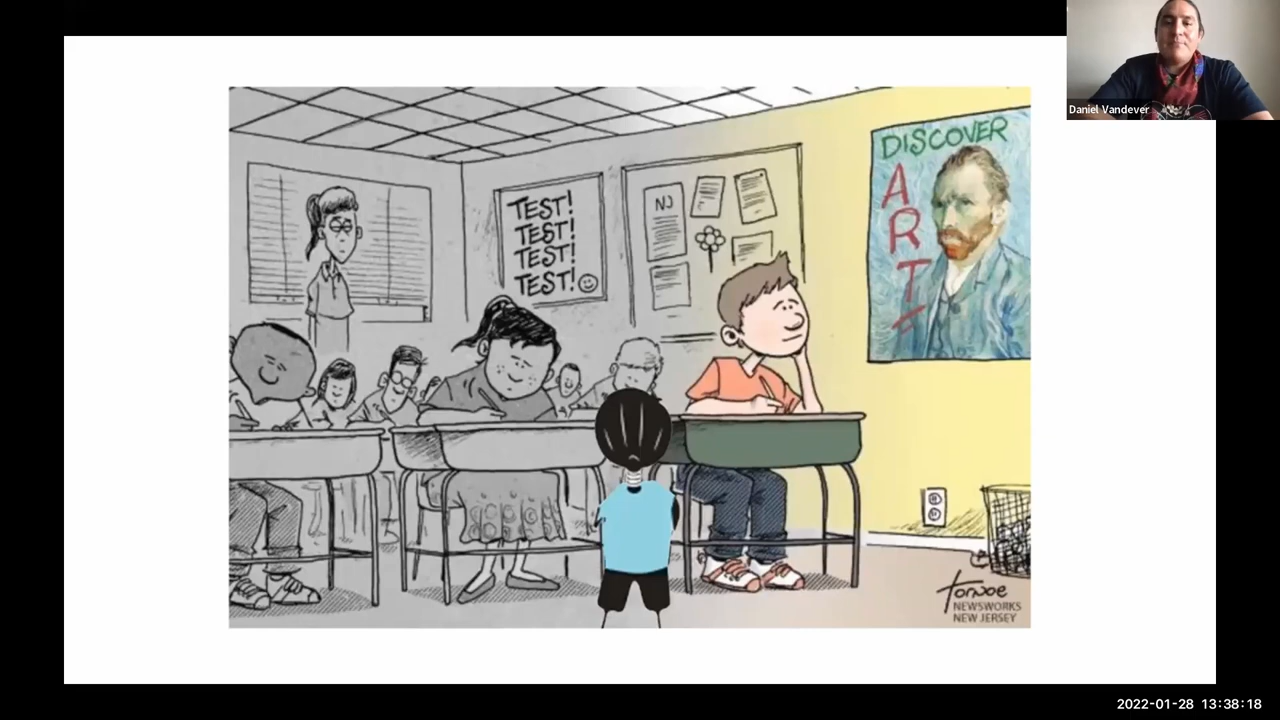 Daniel Vandever
DISCOVER
ART
TEST!
TEST!
TEST!
TEST!
NJ
tornoe
NEWSWORKS
NEW JERSEY
2022-01-28 13:38:18